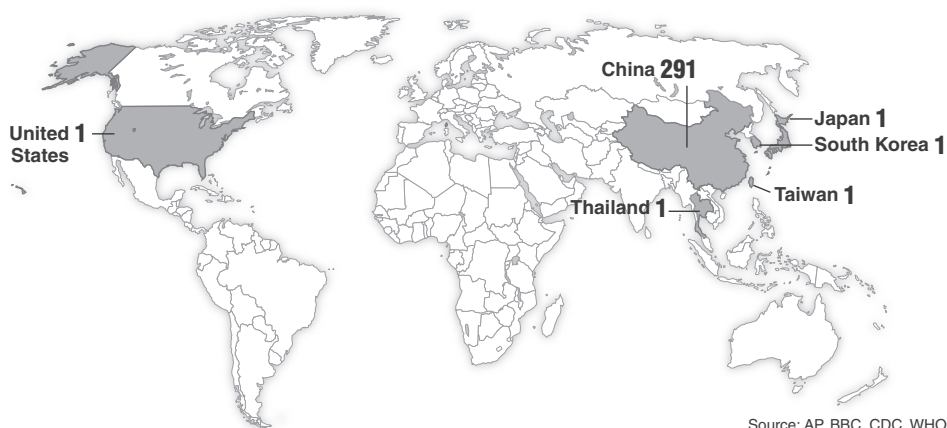 China 291
Japan 1
South Korea 1
United 1
States
Taiwan 1
Thailand 1
Source: AP, BBC, CDC, WHO